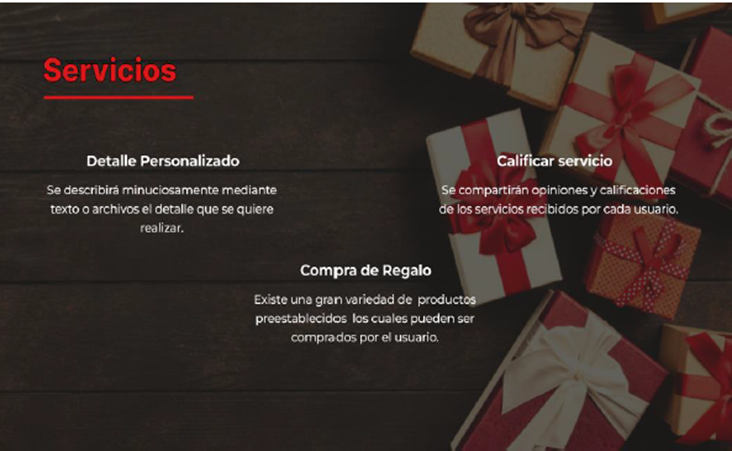 Servicios
Detalle Personalizado
Se describirá minuciosamente mediante
texto o archivos el detalle que se quiere
realizar.
Calificar servicio
Se compartirán opiniones y calificaciones
de los servicios recibidos por cada usuario.
Compra de Regalo
Existe una gran variedad de productos
preestablecidos los cuales pueden ser
comprados por el usuario.